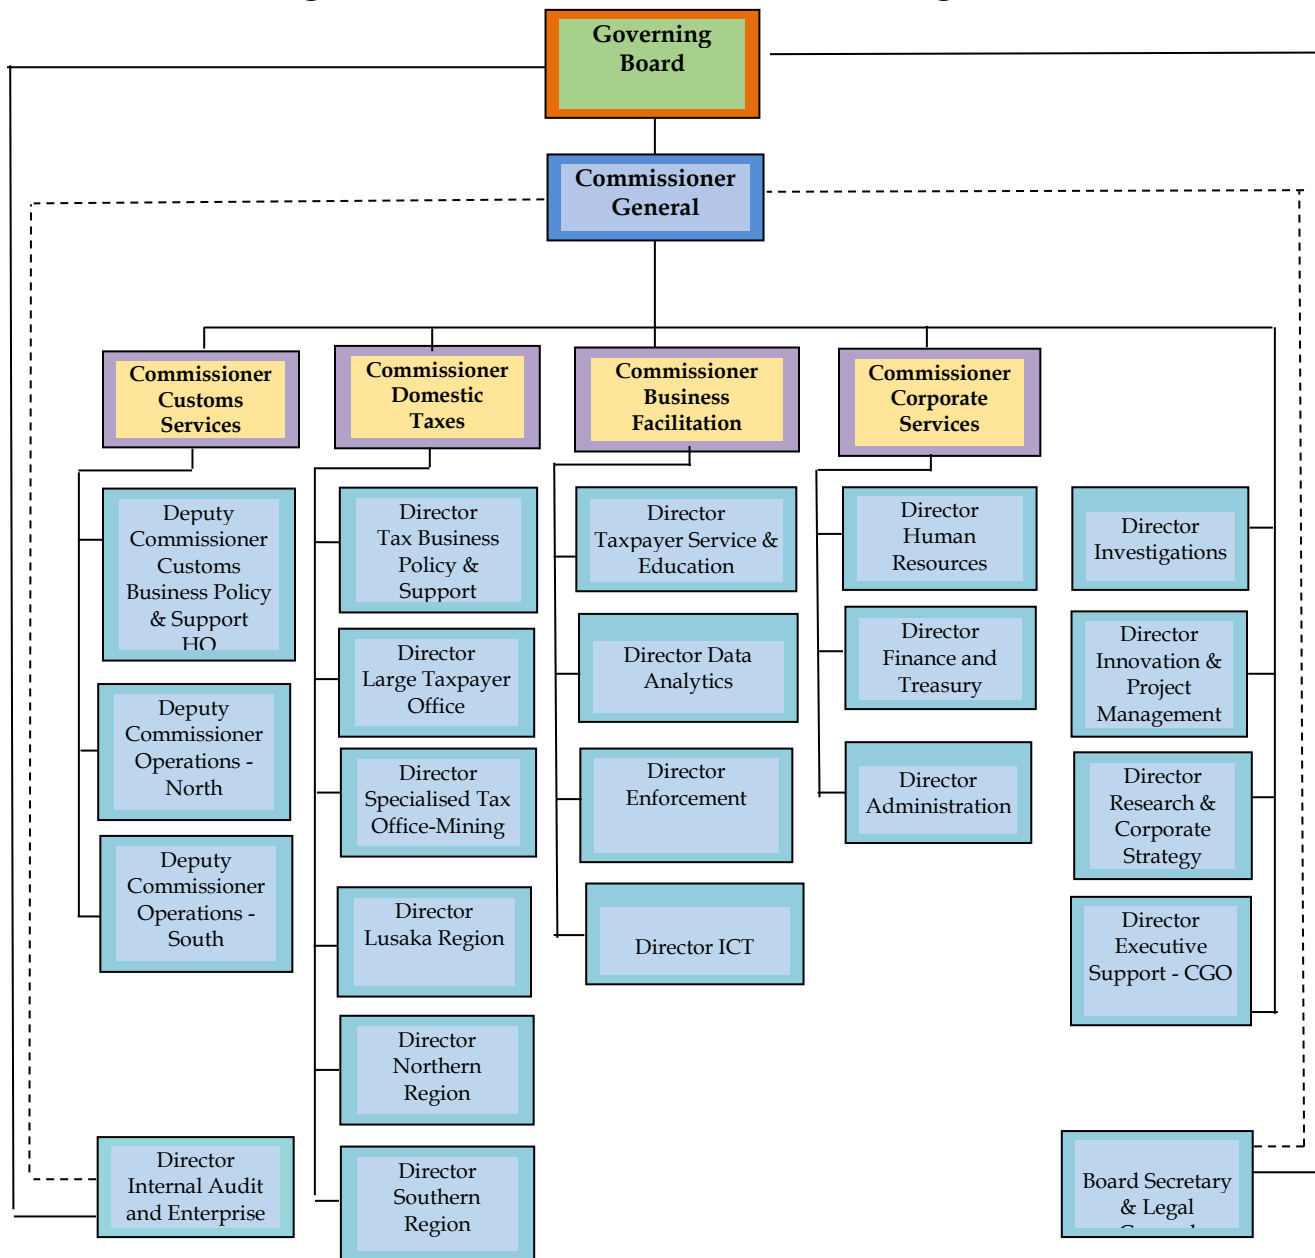 Governing
Board
Commissioner
General
Commissioner
Customs
Services
Commissioner
Domestic
Taxes
Commissioner
Business
Facilitation
Commissioner
Corporate
Services
Deputy
Commissioner
Customs
Business Policy
& Support
HQ
Deputy
Commissioner
Operations -
North
Deputy
Commissioner
Operations -
South
Director
Tax Business
Policy &
Support
Director
Large Taxpayer
Office
Director
Specialised Tax
Office-Mining
Director
Lusaka Region
Director
Northern
Region
Director
Southern
Region
Director
Taxpayer Service &
Education
Director Data
Analytics
Director
Enforcement
Director ICT
Director
Human
Resources
Director
Finance and
Treasury
Director
Administration
Director
Investigations
Director
Innovation &
Project
Management
Director
Research &
Corporate
Strategy
Director
Executive
Support - CGO
Director
Internal Audit
and Enterprise
Board Secretary
& Legal